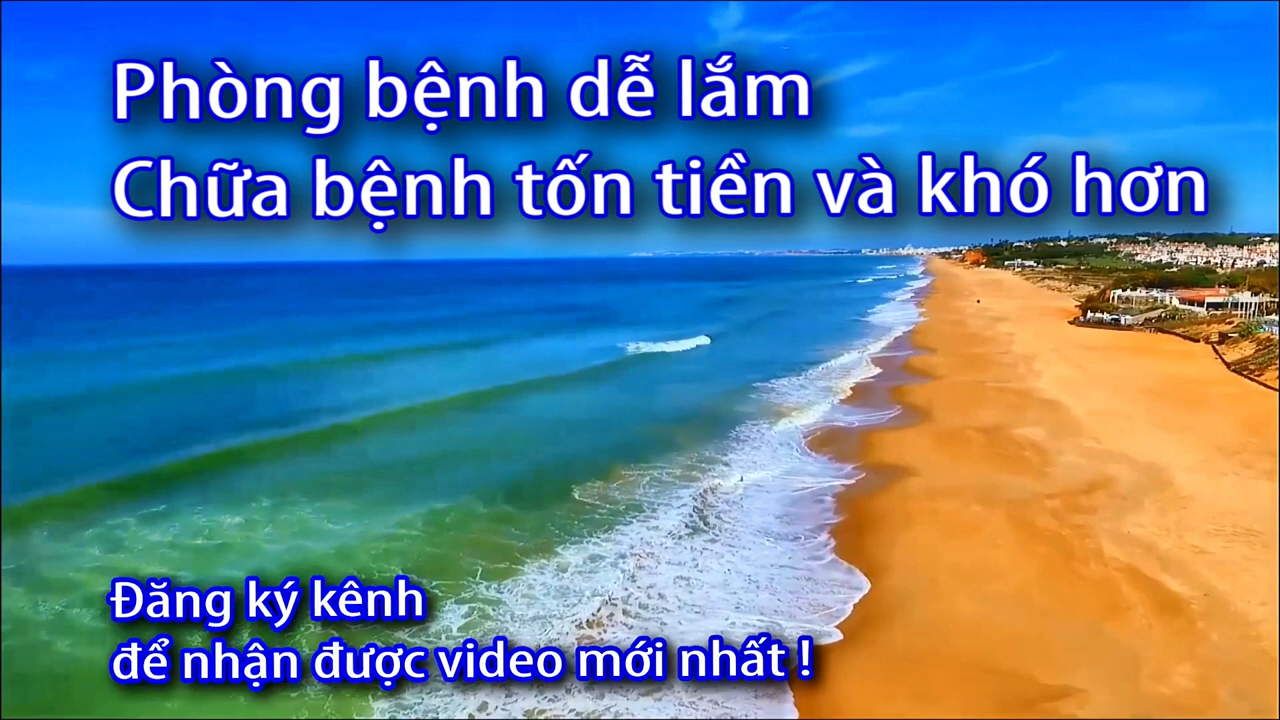 Phòng bệnh dễ lắm
Chữa bệnh tốn tiền và khó hơn
Đăng ký kênh
để nhận được video mới nhất !